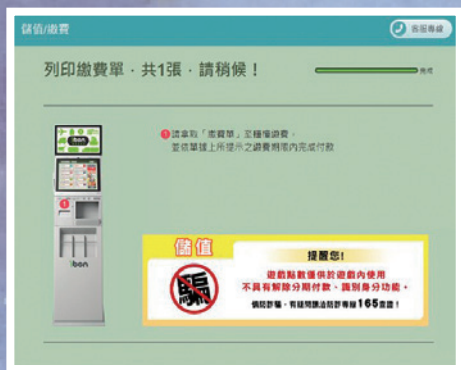 儲值/繳費
客服專線
列印繳費單，共1張，請稍候！
完成
1 請拿取「繳費單」至櫃檯繳費，
並依單據上所提示之繳費期限內完成付款
ibon
1
ibon
儲值
騙
提醒您!
遊戲點數僅供於遊戲內使用
不具有解除分期付款、識別身分功能。
慎防詐騙，有疑問請洽防詐專線165查證！